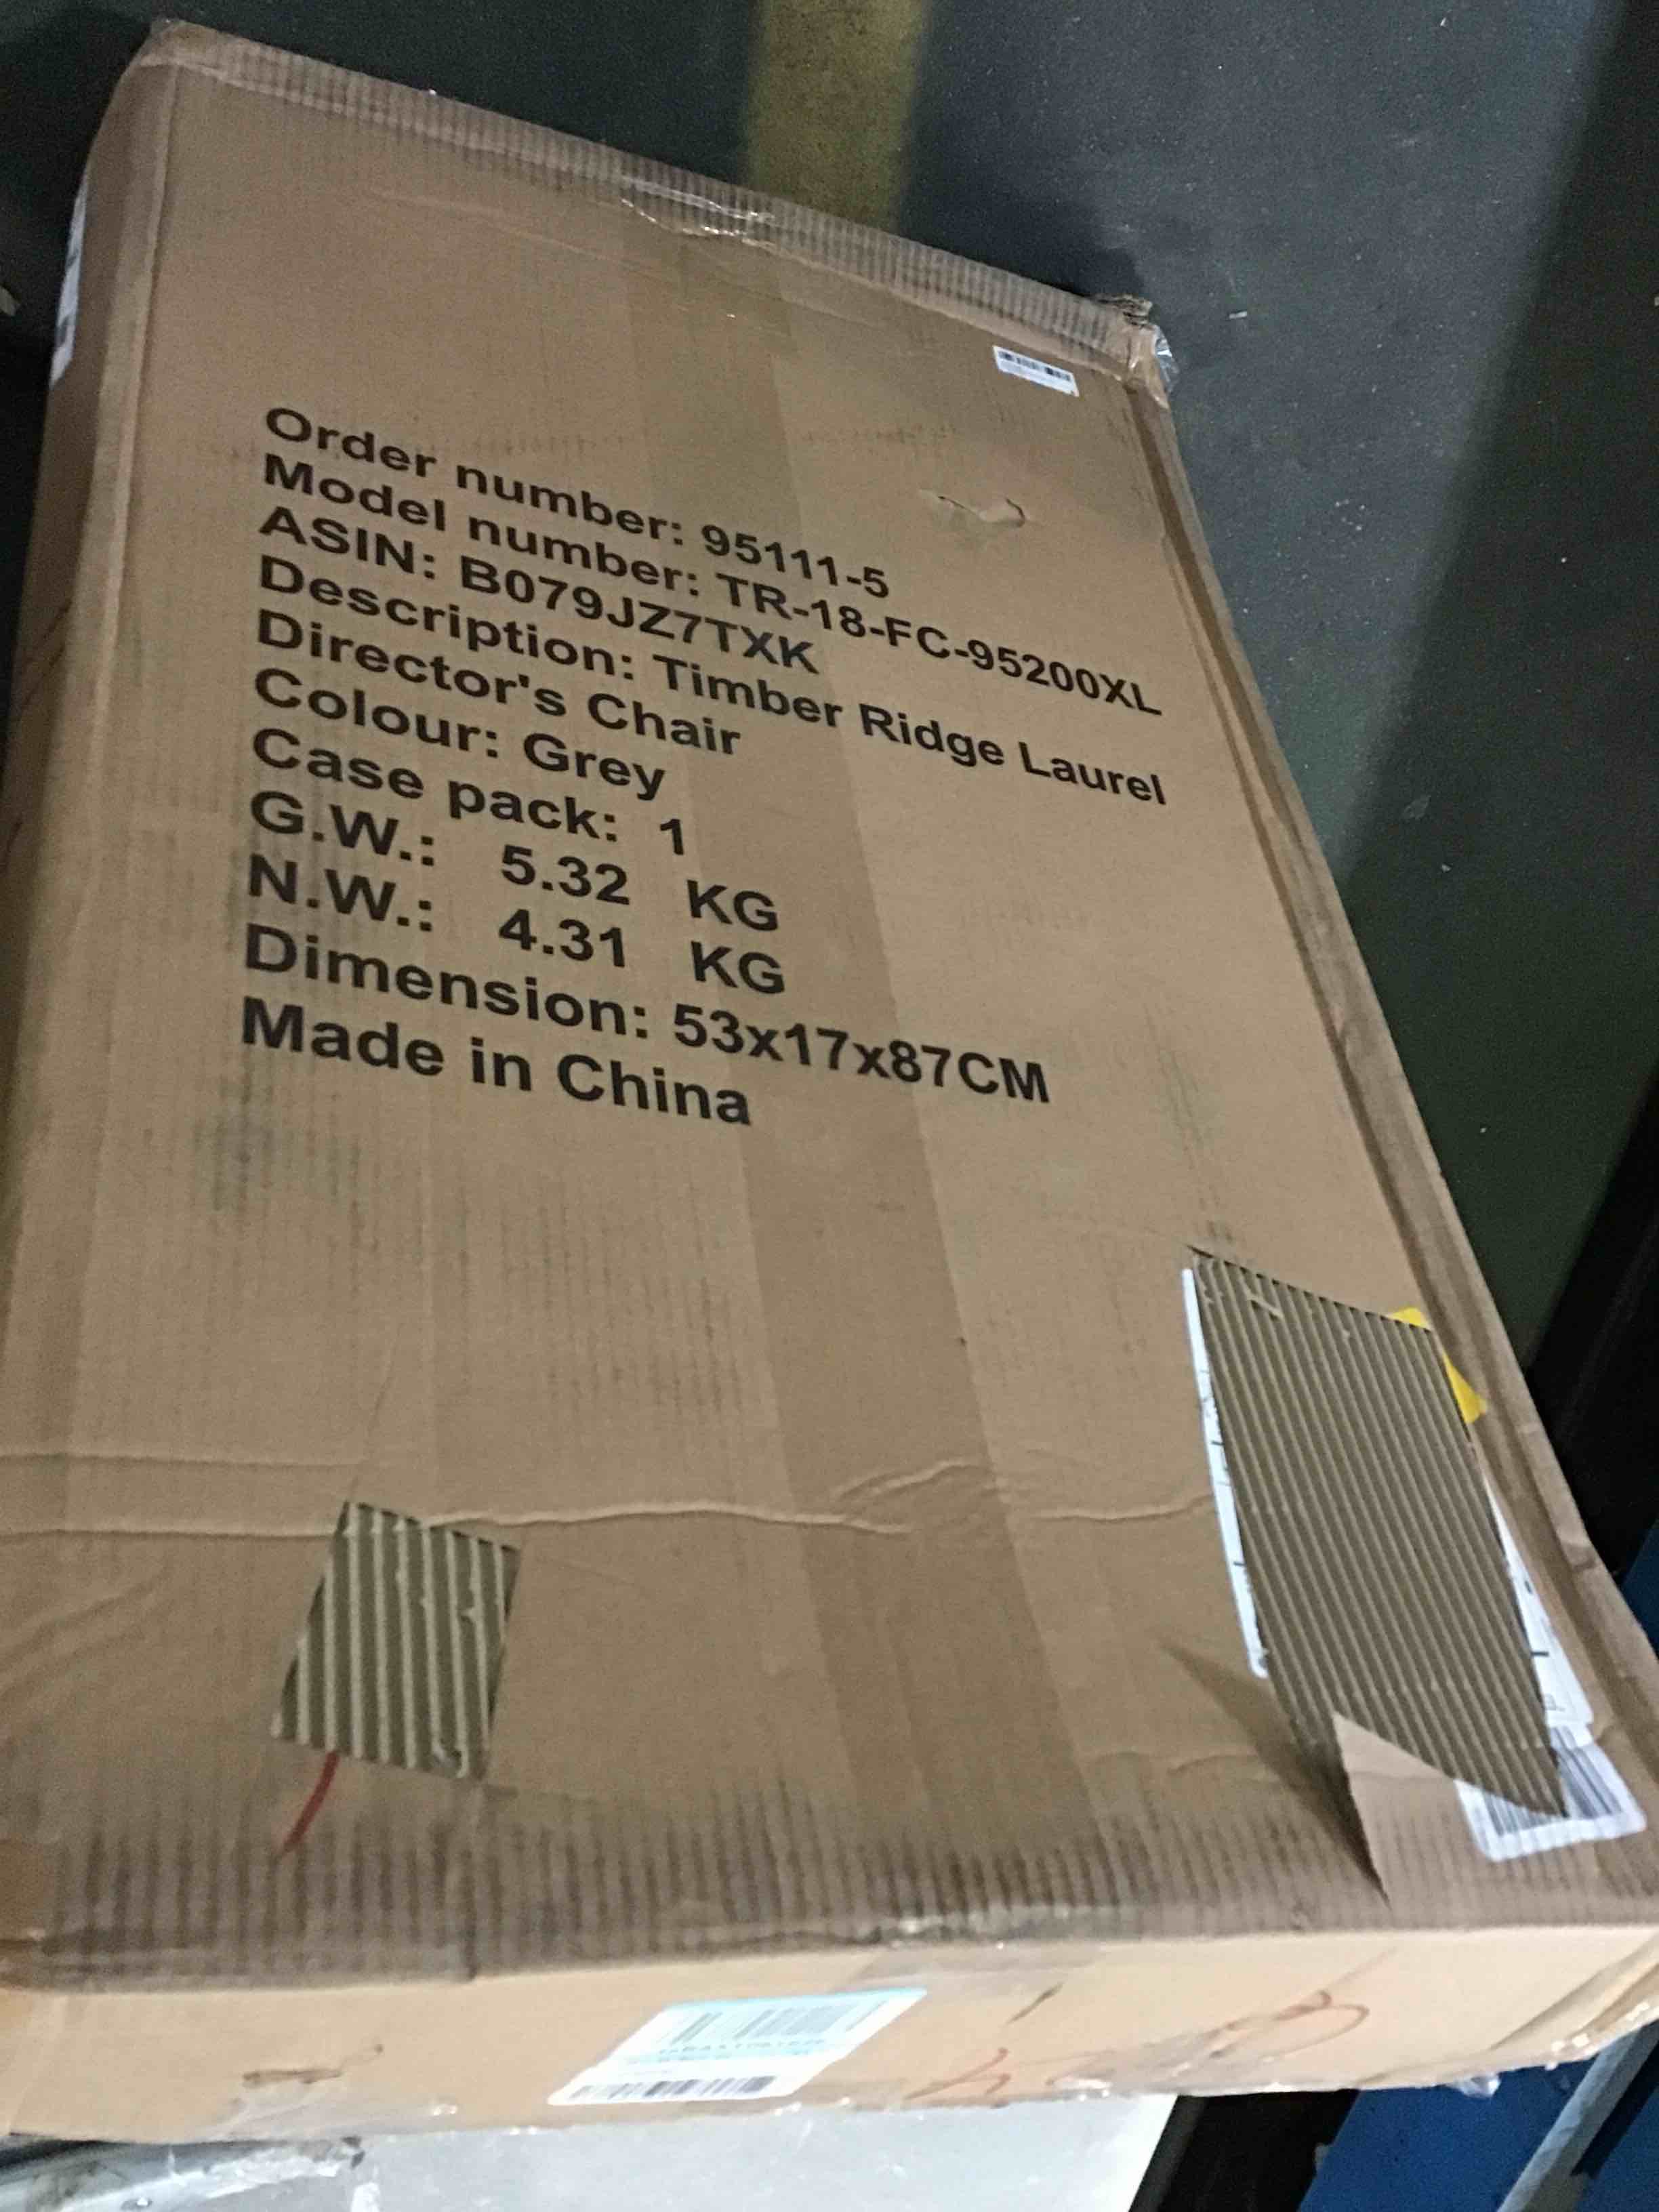 Order number: 95111-5
Model number: TR-18-FC-95200XL
ASIN: B079JZ7TXK
Description: Timber Ridge Laurel
Director's Chair
Colour: Grey
Case pack: 1
G.W.: 5.32 KG
N.W.: 4.31 KG
Dimension: 53x17x87CM
Made in China